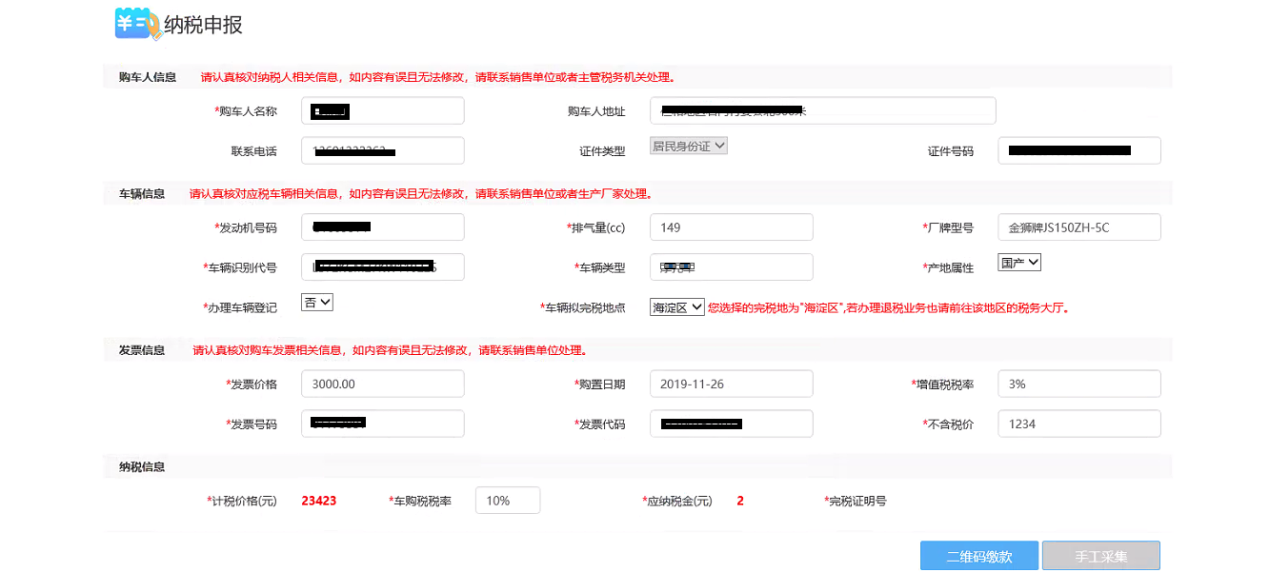 纳税申报
购车人信息 请认真核对纳税人相关信息，如内容有误且无法修改，请联系销售单位或者主管税务机关处理。
*购车人名称 购车人地址
联系电话 证件类型 居民身份证 证件号码
车辆信息 请认真核对应税车辆相关信息，如内容有误且无法修改，请联系销售单位或者生产厂家处理。
*发动机号码 *排气量(cc) 149 *厂牌型号 金狮牌JS150ZH-5C
*车辆识别代号 *车辆类型 *产地属性 国产
*办理车辆登记 否 *车辆拟完税地点 海淀区 您选择的完税地为"海淀区",若办理退税业务也请前往该地区的税务大厅。
发票信息 请认真核对购车发票相关信息，如内容有误且无法修改，请联系销售单位处理。
*发票价格 3000.00 *购置日期 2019-11-26 *增值税税率 3%
*发票号码 *发票代码 *不含税价 1234
纳税信息
*计税价格(元) 23423 *车购税税率 10% *应纳税金(元) 2 *完税证明号
二维码缴款 手工采集